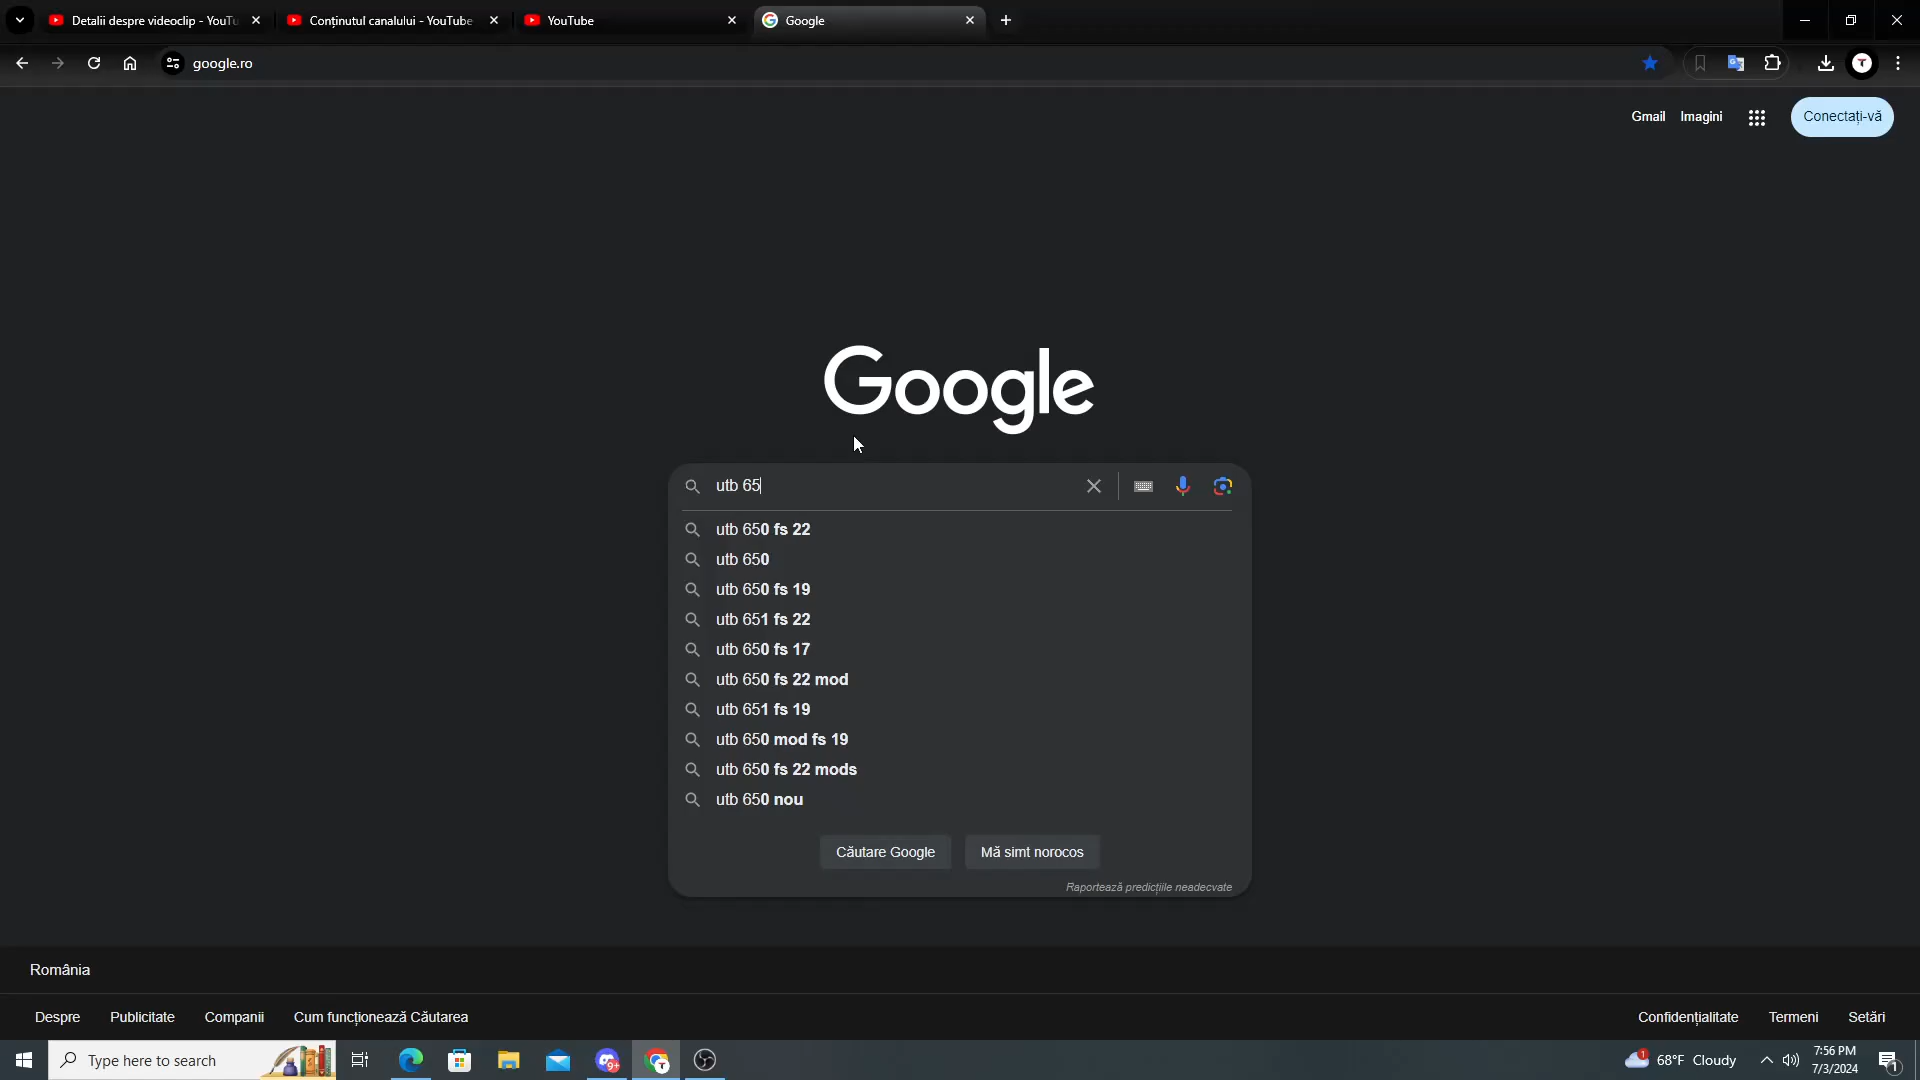 Detalii despre videoclip - YouTu
Conținutul canalului - YouTube
YouTube
Google
google.ro
Gmail
Imagini
Conectați-vă
Google
utb 65
utb 650 fs 22
utb 650
utb 650 fs 19
utb 651 fs 22
utb 650 fs 17
utb 650 fs 22 mod
utb 651 fs 19
utb 650 mod fs 19
utb 650 fs 22 mods
utb 650 nou
Căutare Google
Mă simt norocos
Raportează predicțiile neadecvate
România
Despre
Publicitate
Companii
Cum funcționează Căutarea
Confidențialitate
Termeni
Setări
Type here to search
9+
T
1
68°F Cloudy
7:56 PM
7/3/2024
1